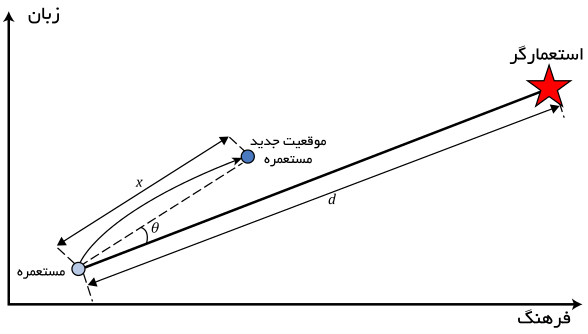 زبان
استعمارگر
موقعیت جدید
مستعمره
x
d
θ
مستعمره
فرهنگ